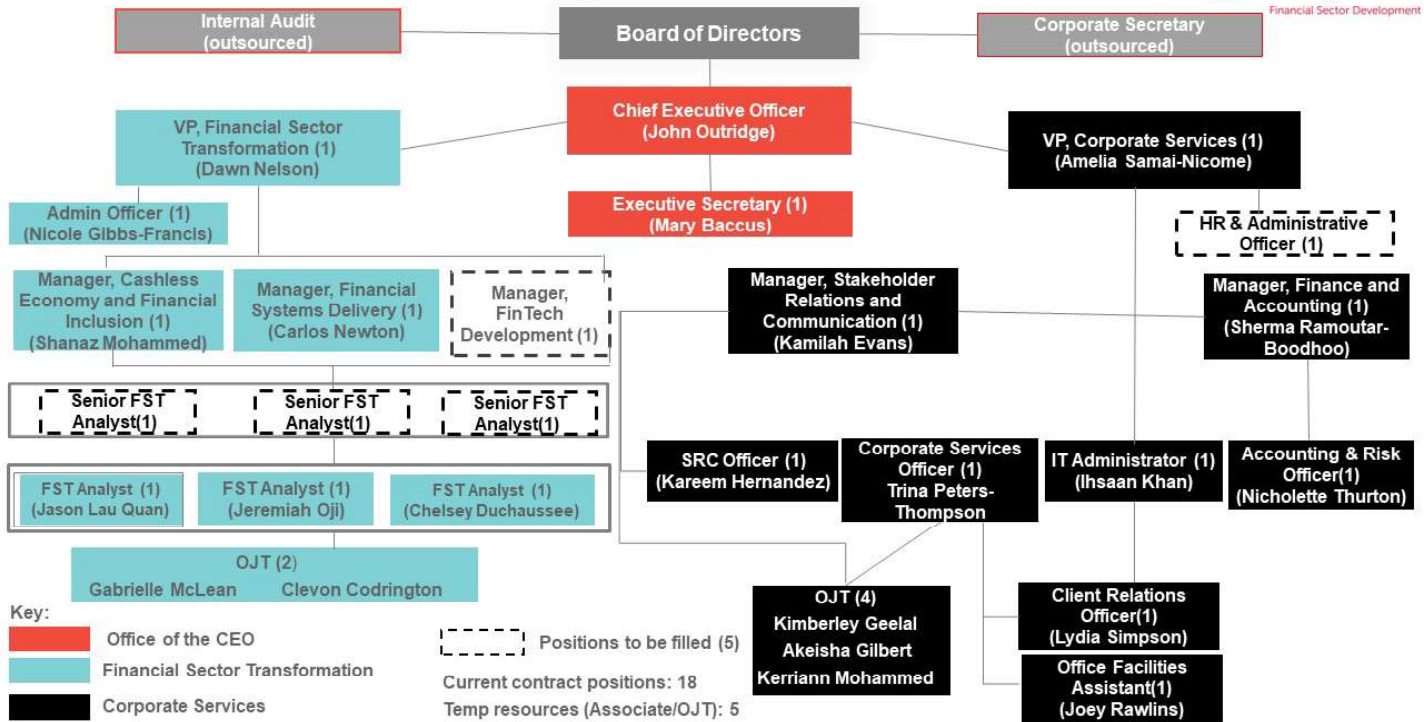 Financial Sector Development
Internal Audit
(outsourced)
Board of Directors
Corporate Secretary
(outsourced)
Chief Executive Officer
(John Outridge)
VP, Financial Sector
Transformation (1)
(Dawn Nelson)
VP, Corporate Services (1)
(Amelia Samai-Nicome)
Executive Secretary (1)
(Mary Baccus)
Admin Officer (1)
(Nicole Gibbs-Francis)
HR & Administrative
Officer (1)
Manager, Cashless
Economy and Financial
Inclusion (1)
(Shanaz Mohammed)
Manager, Financial
Systems Delivery (1)
(Carlos Newton)
Manager,
FinTech
Development (1)
Manager, Stakeholder
Relations and
Communication (1)
(Kamilah Evans)
Manager, Finance and
Accounting (1)
(Sherma Ramoutar-
Boodhoo)
Senior FST
Analyst(1)
Senior FST
Analyst(1)
Senior FST
Analyst(1)
SRC Officer (1)
(Kareem Hernandez)
Corporate Services
Officer (1)
Trina Peters-
Thompson
IT Administrator (1)
(Ihsaan Khan)
Accounting & Risk
Officer(1)
(Nicholette Thurton)
FST Analyst (1)
(Jason Lau Quan)
FST Analyst (1)
(Jeremiah Oji)
FST Analyst (1)
(Chelsey Duchaussee)
OJT (2)
Gabrielle McLean Clevon Codrington
OJT (4)
Kimberley Geelal
Akeisha Gilbert
Kerriann Mohammed
Client Relations
Officer(1)
(Lydia Simpson)
Office Facilities
Assistant(1)
(Joey Rawlins)
Key:
Office of the CEO
Financial Sector Transformation
Corporate Services
Positions to be filled (5)
Current contract positions: 18
Temp resources (Associate/OJT): 5